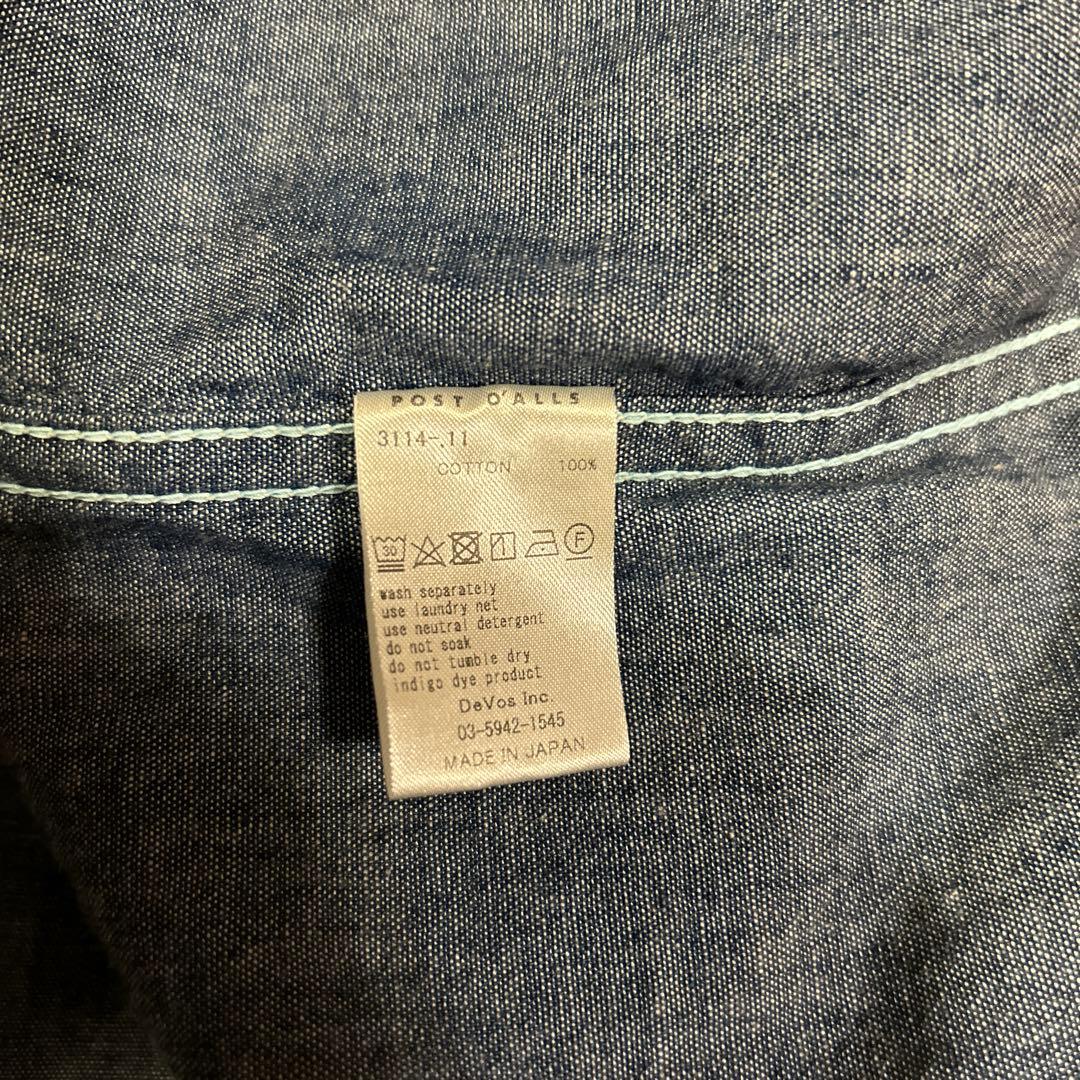 POST O'ALLS
3114-.11
COTTON 100%
30 F
wash separately
use laundry net
use neutral detergent
do not soak
do not tumble dry
indigo dye product
DeVos Inc.
03-5942-1545
MADE IN JAPAN